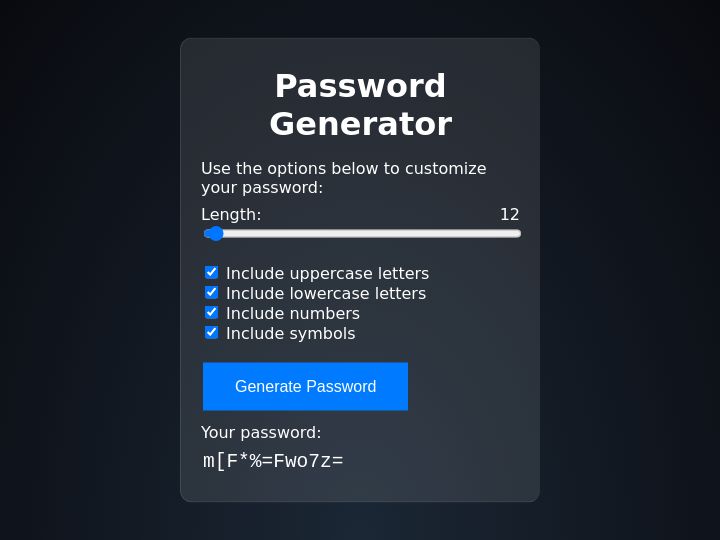 Password
Generator
Use the options below to customize
your password:
Length: 12
Include uppercase letters
Include lowercase letters
Include numbers
Include symbols
Generate Password
Your password:
m[F*%=Fwo7z=